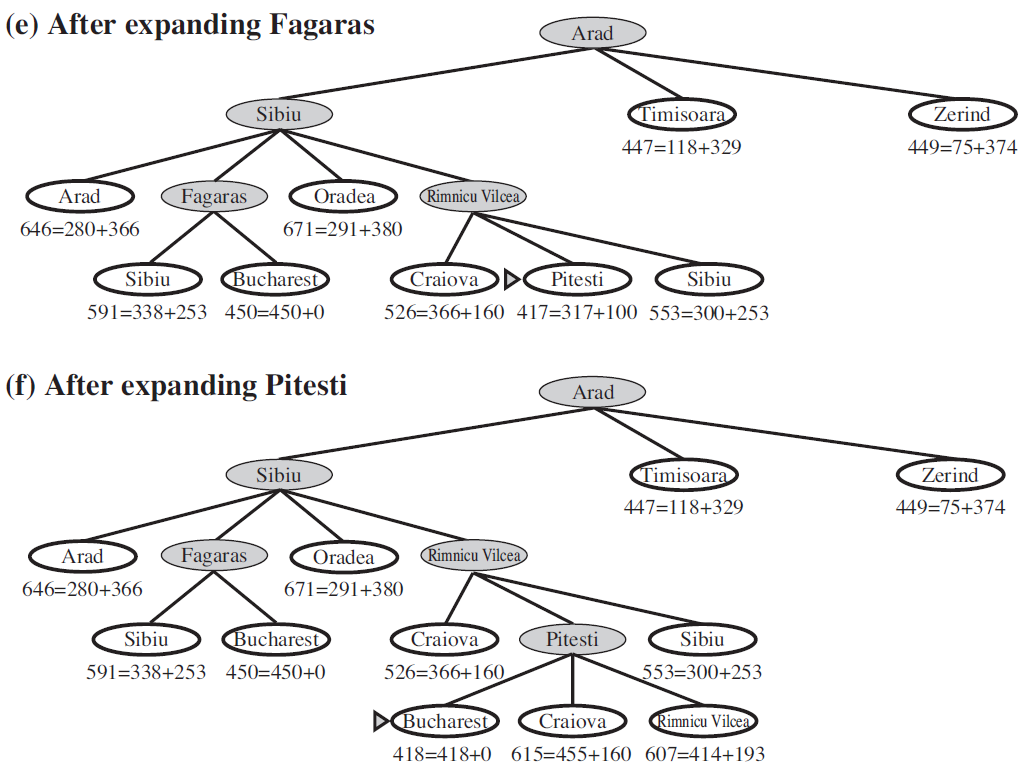 (e) After expanding Fagaras
Arad
Sibiu
Timisoara
Zerind
447=118+329
449=75+374
Arad
Fagaras
Oradea
Rimnicu Vilcea
646=280+366
671=291+380
Sibiu
Bucharest
Craiova
Pitesti
Sibiu
591=338+253
450=450+0
526=366+160
417=317+100
553=300+253
(f) After expanding Pitesti
Arad
Sibiu
Timisoara
Zerind
447=118+329
449=75+374
Arad
Fagaras
Oradea
Rimnicu Vilcea
646=280+366
671=291+380
Sibiu
Bucharest
Craiova
Pitesti
Sibiu
591=338+253
450=450+0
526=366+160
553=300+253
Bucharest
Craiova
Rimnicu Vilcea
418=418+0
615=455+160
607=414+193